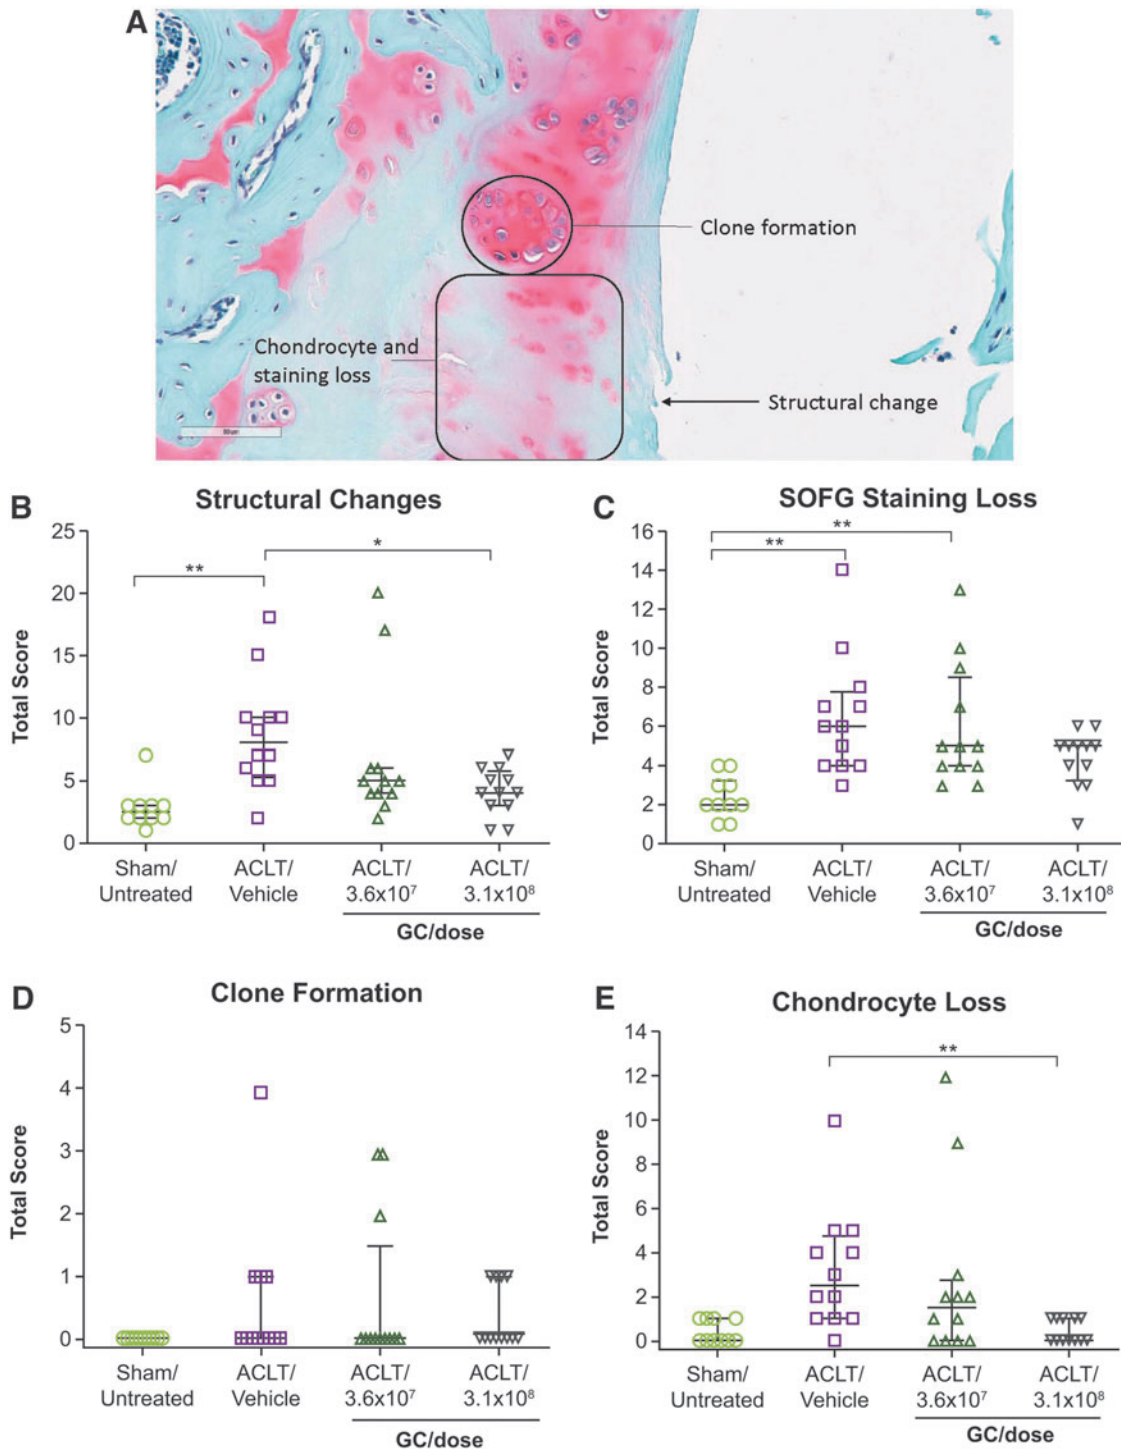 A
Clone formation
Chondrocyte and
staining loss
Structural change
B
Structural Changes
Total Score
25
20
15
10
5
0
**
*
Sham/
Untreated
ACLT/
Vehicle
ACLT/
3.6x10⁷
ACLT/
3.1x10⁸
GC/dose
C
SOFG Staining Loss
Total Score
16
14
12
10
8
6
4
2
0
**
**
Sham/
Untreated
ACLT/
Vehicle
ACLT/
3.6x10⁷
ACLT/
3.1x10⁸
GC/dose
D
Clone Formation
Total Score
5
4
3
2
1
0
Sham/
Untreated
ACLT/
Vehicle
ACLT/
3.6x10⁷
ACLT/
3.1x10⁸
GC/dose
E
Chondrocyte Loss
Total Score
14
12
10
8
6
4
2
0
**
Sham/
Untreated
ACLT/
Vehicle
ACLT/
3.6x10⁷
ACLT/
3.1x10⁸
GC/dose